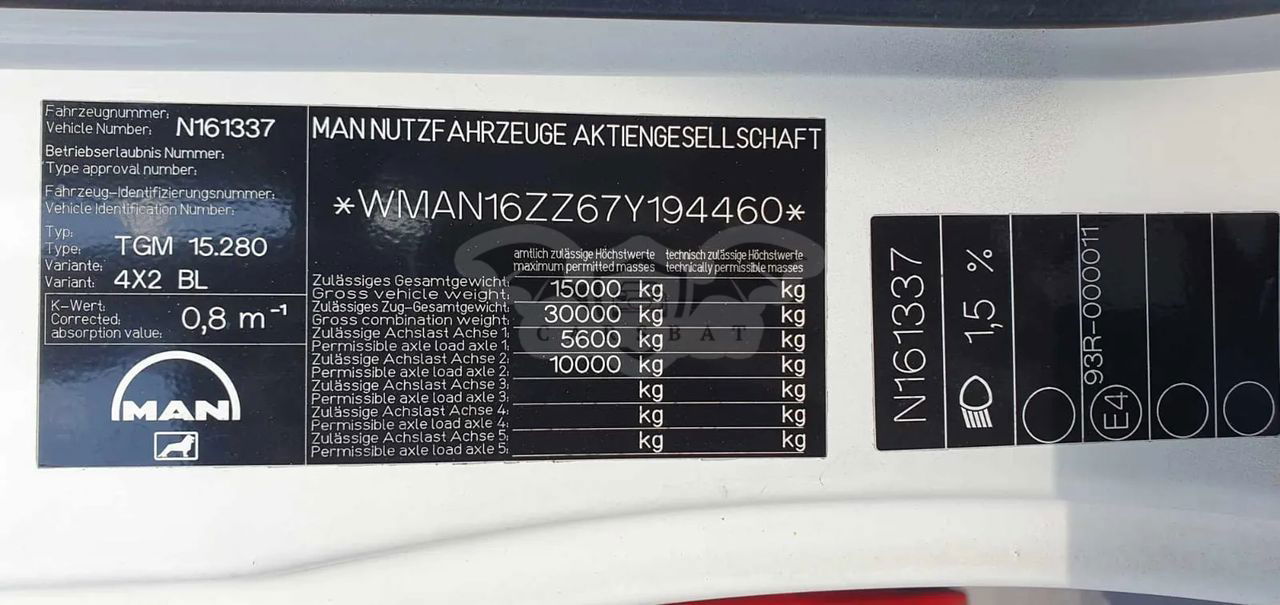 Fahrzeugnummer:
Vehicle Number: N161337
Betriebserlaubnis Nummer:
Type approval number:
Fahrzeug-Identifizierungsnummer:
Vehicle Identification Number:
Typ:
Type: TGM 15.280
Variante:
Variant: 4X2 BL
K-Wert:
Corrected: 0,8 m⁻¹
absorption value:
MAN
MAN NUTZFAHRZEUGE AKTIENGESELLSCHAFT
*WMAN16ZZ67Y194460*
amtlich zulässige Höchstwerte technisch zulässige Höchstwerte
maximum permitted masses technically permissible masses
Zulässiges Gesamtgewicht:
Gross vehicle weight: 15000 kg kg
Zulässiges Zug-Gesamtgewicht:
Gross combination weight: 30000 kg kg
Zulässige Achslast Achse 1:
Permissible axle load axle 1: 5600 kg kg
Zulässige Achslast Achse 2:
Permissible axle load axle 2: 10000 kg kg
Zulässige Achslast Achse 3:
Permissible axle load axle 3: kg kg
Zulässige Achslast Achse 4:
Permissible axle load axle 4: kg kg
Zulässige Achslast Achse 5:
Permissible axle load axle 5: kg kg
N161337
1,5 %
93R-000011
E4